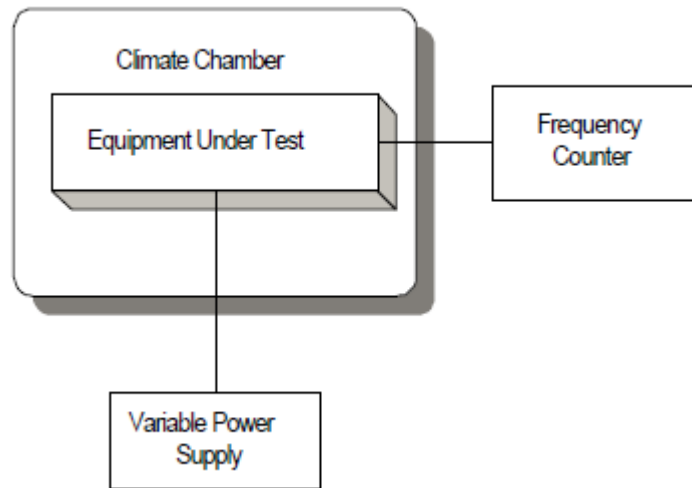 Climate Chamber
Equipment Under Test
Frequency
Counter
Variable Power
Supply